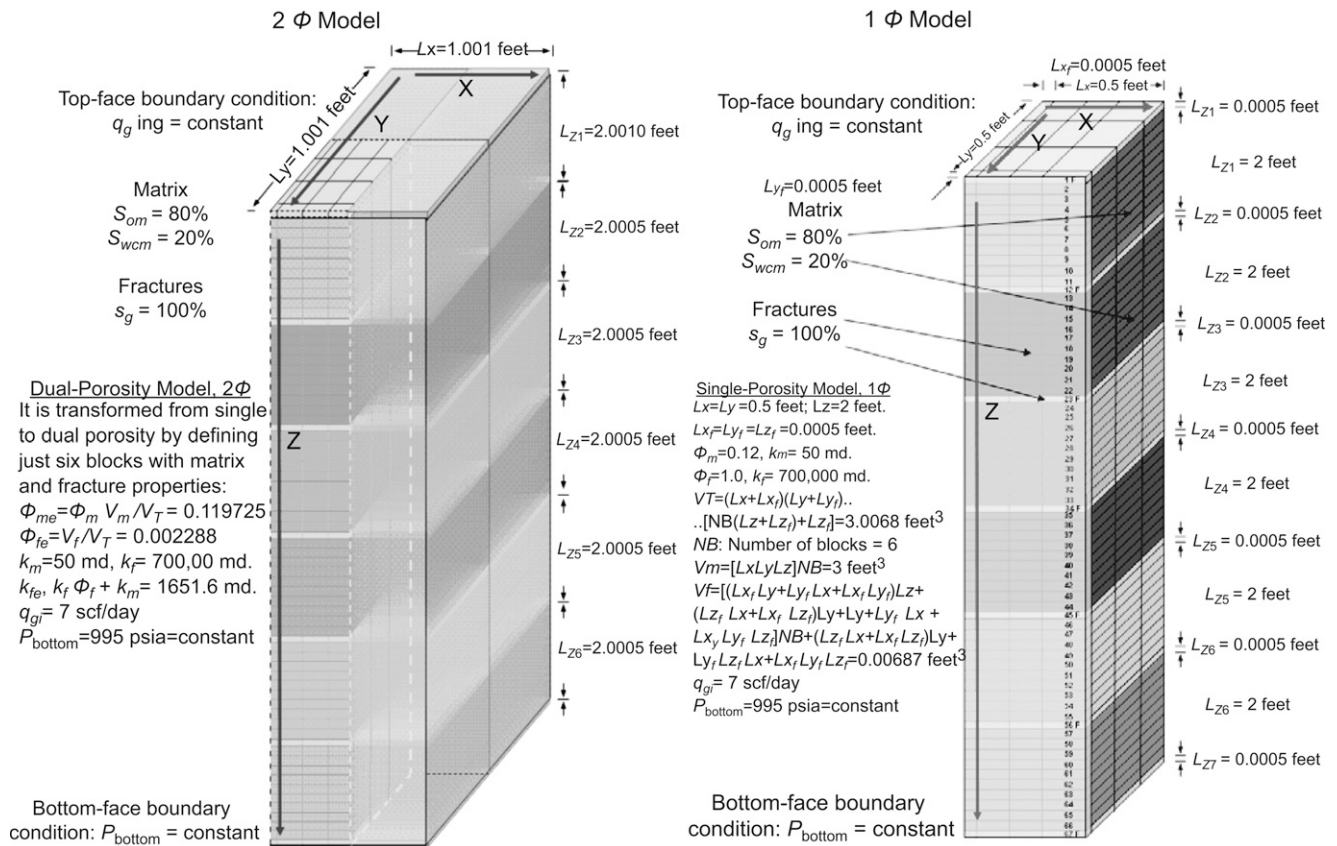 2 Φ Model
Lx=1.001 feet
X
Y
Ly=1.001 feet
Top-face boundary condition:
qg ing = constant
Matrix
Som = 80%
Swcm = 20%
Fractures
sg = 100%
Dual-Porosity Model, 2Φ
It is transformed from single
to dual porosity by defining
just six blocks with matrix
and fracture properties:
Φme=Φm Vm/VT = 0.119725
Φfe=Vf/VT = 0.002288
km=50 md, kf= 700,00 md.
kfe, kf Φf + km= 1651.6 md.
qgi= 7 scf/day
Pbottom=995 psia=constant
Z
LZ1=2.0010 feet
LZ2=2.0005 feet
LZ3=2.0005 feet
LZ4=2.0005 feet
LZ5=2.0005 feet
LZ6=2.0005 feet
Bottom-face boundary
condition: Pbottom = constant
1 Φ Model
Lxf=0.0005 feet
Lx=0.5 feet
X
Y
Ly=0.5 feet
Top-face boundary condition:
qg ing = constant
Lyf=0.0005 feet
Matrix
Som = 80%
Swcm = 20%
Fractures
sg = 100%
Single-Porosity Model, 1Φ
Lx=Ly =0.5 feet; Lz=2 feet.
Lxf=Lyf =Lzf =0.0005 feet.
Φm=0.12, km= 50 md.
Φf=1.0, kf= 700,000 md.
VT=(Lx+Lxf)(Ly+Lyf)..
..[NB(Lz+Lzf)+Lzf]=3.0068 feet3
NB: Number of blocks = 6
Vm=[LxLyLz]NB=3 feet3
Vf=[(Lxf Ly+Lyf Lx+Lxf Lyf)Lz+
(Lzf Lx+Lxf Lzf)Ly+Ly+Lyf Lx +
Lxy Lyf Lzf]NB+(Lzf Lx+Lxf Lzf)Ly+
Lyf Lzf Lx+Lxf Lyf Lzf=0.00687 feet3
qgi= 7 scf/day
Pbottom=995 psia=constant
Z
LZ1 = 0.0005 feet
LZ1 = 2 feet
LZ2 = 0.0005 feet
LZ2 = 2 feet
LZ3 = 0.0005 feet
LZ3 = 2 feet
LZ4 = 0.0005 feet
LZ4 = 2 feet
LZ5 = 0.0005 feet
LZ5 = 2 feet
LZ6 = 0.0005 feet
LZ6 = 2 feet
LZ7 = 0.0005 feet
Bottom-face boundary
condition: Pbottom = constant